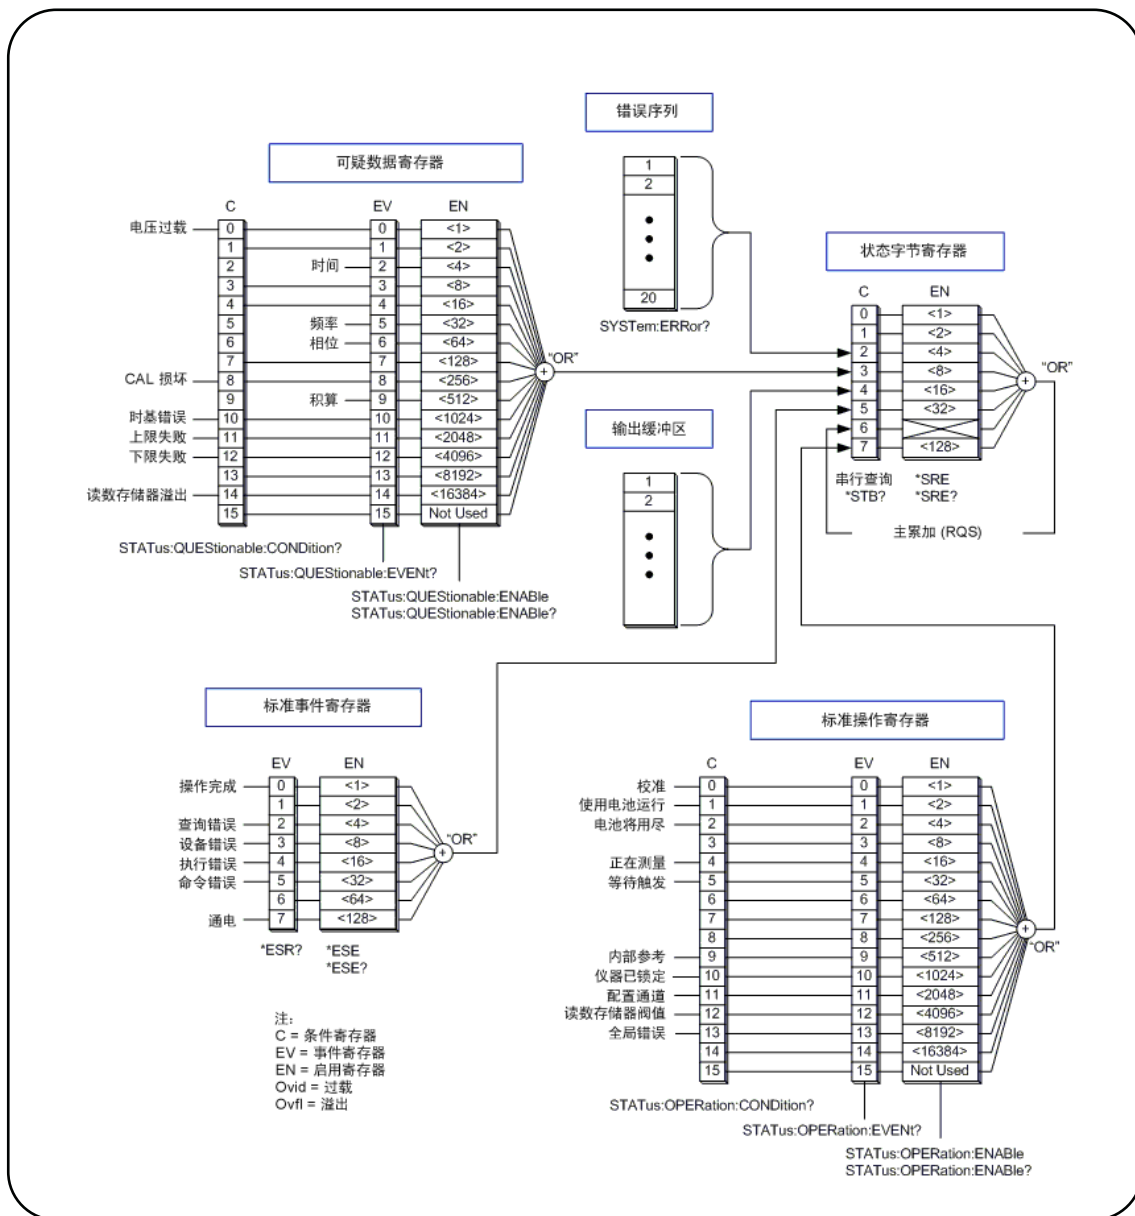 错误序列
1
2
20
SYSTem:ERRor?
可疑数据寄存器
C EV EN
电压过载 0 0 <1>
1 1 <2>
2 时间 2 <4>
3 3 <8>
4 4 <16>
5 频率 5 <32>
6 相位 6 <64>
7 7 <128>
CAL 损坏 8 8 <256>
9 积算 9 <512>
时基错误 10 10 <1024>
上限失败 11 11 <2048>
下限失败 12 12 <4096>
13 13 <8192>
读数存储器溢出 14 14 <16384>
15 15 Not Used
"OR"
STATus:QUEStionable:CONDition?
STATus:QUEStionable:EVENt?
STATus:QUEStionable:ENABle
STATus:QUEStionable:ENABle?
状态字节寄存器
C EN
0 <1>
1 <2>
2 <4>
3 <8>
4 <16>
5 <32>
6
7 <128>
"OR"
串行查询 *SRE
*STB? *SRE?
主累加 (RQS)
输出缓冲区
1
2
标准事件寄存器
EV EN
操作完成 0 <1>
1 <2>
查询错误 2 <4>
设备错误 3 <8>
执行错误 4 <16>
命令错误 5 <32>
6 <64>
通电 7 <128>
"OR"
*ESR? *ESE
*ESE?
标准操作寄存器
C EV EN
校准 0 0 <1>
使用电池运行 1 1 <2>
电池将用尽 2 2 <4>
3 3 <8>
正在测量 4 4 <16>
等待触发 5 5 <32>
6 6 <64>
7 7 <128>
8 8 <256>
内部参考 9 9 <512>
仪器已锁定 10 10 <1024>
配置通道 11 11 <2048>
读数存储器阀值 12 12 <4096>
全局错误 13 13 <8192>
14 14 <16384>
15 15 Not Used
"OR"
STATus:OPERation:CONDition?
STATus:OPERation:EVENt?
STATus:OPERation:ENABle
STATus:OPERation:ENABle?
注:
C = 条件寄存器
EV = 事件寄存器
EN = 启用寄存器
Ovid = 过载
Ovfl = 溢出